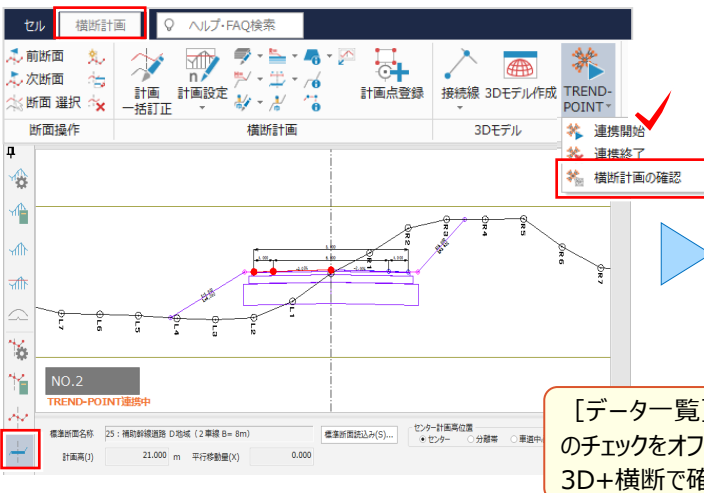 セル 横断計画 ヘルプ・FAQ検索
前断面
次断面
断面 選択
計画
一括訂正
計画設定
計画点登録
接続線
3Dモデル作成
TREND-
POINT
断面操作 横断計画 3Dモデル
連携開始
連携終了
横断計画の確認
L7
L6
L5
L4
L3
L2
L1
R1
R2
R3
R4
R5
R6
R7
NO.2
TREND-POINT連携中
標準断面名称 25:補助幹線道路 D地域(2車線 B= 8m) 標準断面読込み(S)...
センター計画高位置
センター 分離帯
計画高(J) 21.000 m 平行移動量(X) 0.000
[データ一覧]
のチェックをオフ
3D+横断で確